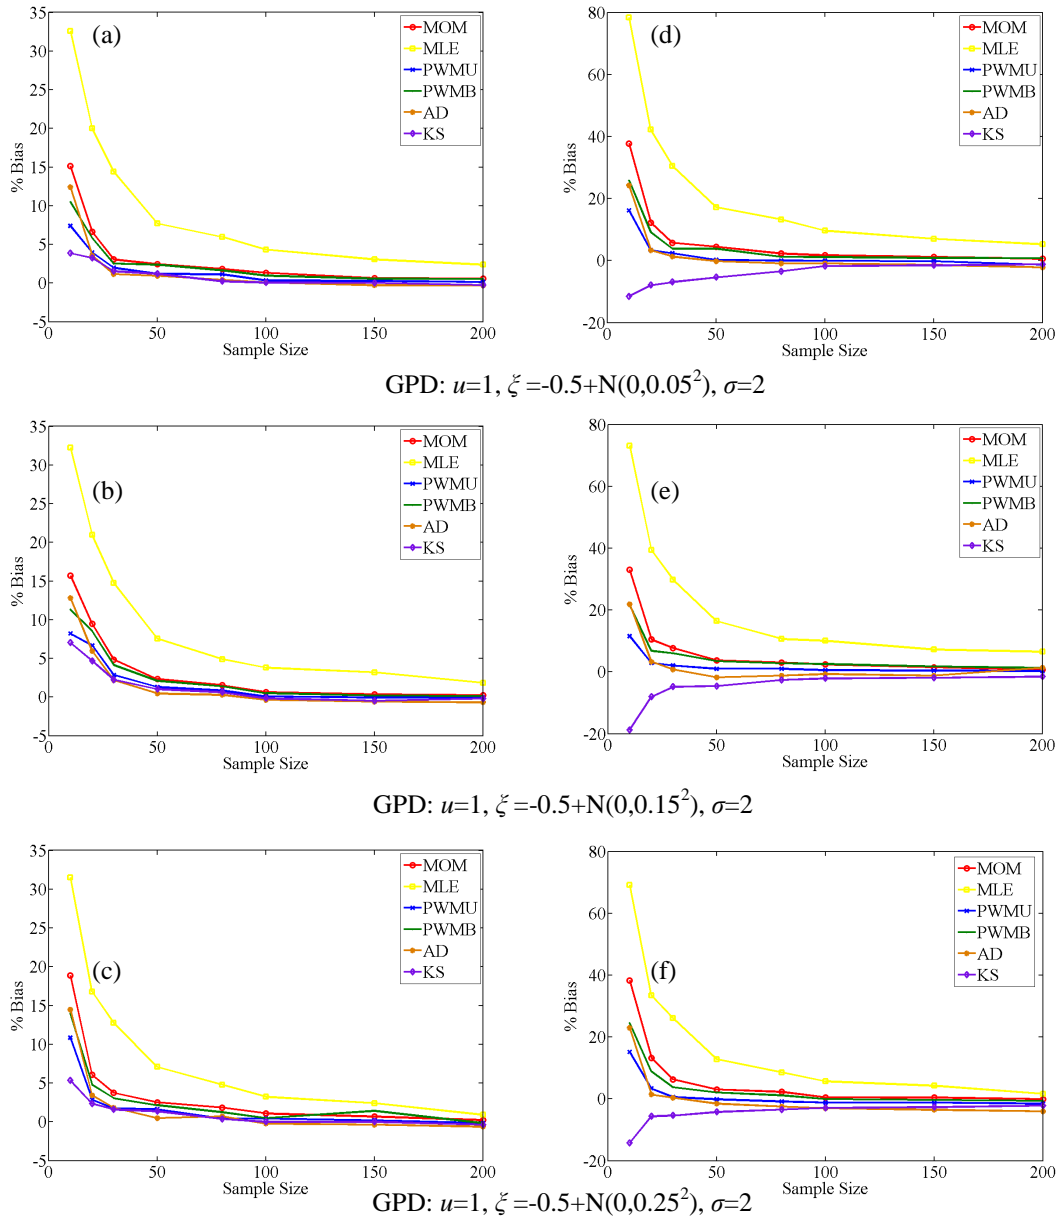 35
30
25
20
15
10
5
0
-5
% Bias
(a)
MOM
MLE
PWMU
PWMB
AD
KS
0
50
100
150
200
Sample Size
80
60
40
20
0
-20
% Bias
(d)
MOM
MLE
PWMU
PWMB
AD
KS
0
50
100
150
200
Sample Size
GPD: u=1, ξ =-0.5+N(0,0.05²), σ=2
35
30
25
20
15
10
5
0
-5
% Bias
(b)
MOM
MLE
PWMU
PWMB
AD
KS
0
50
100
150
200
Sample Size
80
60
40
20
0
-20
% Bias
(e)
MOM
MLE
PWMU
PWMB
AD
KS
0
50
100
150
200
Sample Size
GPD: u=1, ξ =-0.5+N(0,0.15²), σ=2
35
30
25
20
15
10
5
0
-5
% Bias
(c)
MOM
MLE
PWMU
PWMB
AD
KS
0
50
100
150
200
Sample Size
80
60
40
20
0
-20
% Bias
(f)
MOM
MLE
PWMU
PWMB
AD
KS
0
50
100
150
200
Sample Size
GPD: u=1, ξ =-0.5+N(0,0.25²), σ=2